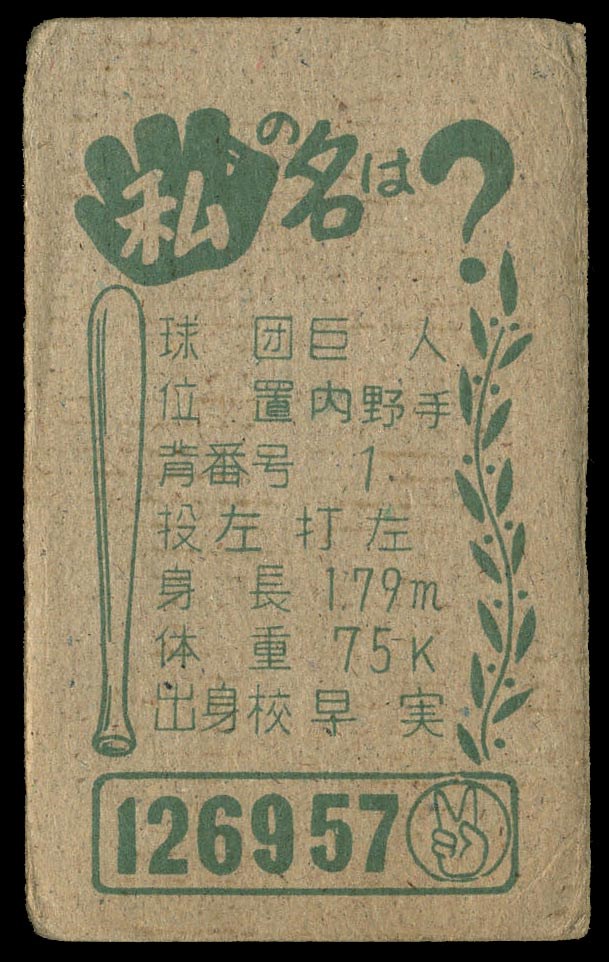 私の名は?
球団 巨人
位置 内野手
背番号 1
投左 打左
身長 1.79m
体重 75K
出身校 早実
126957